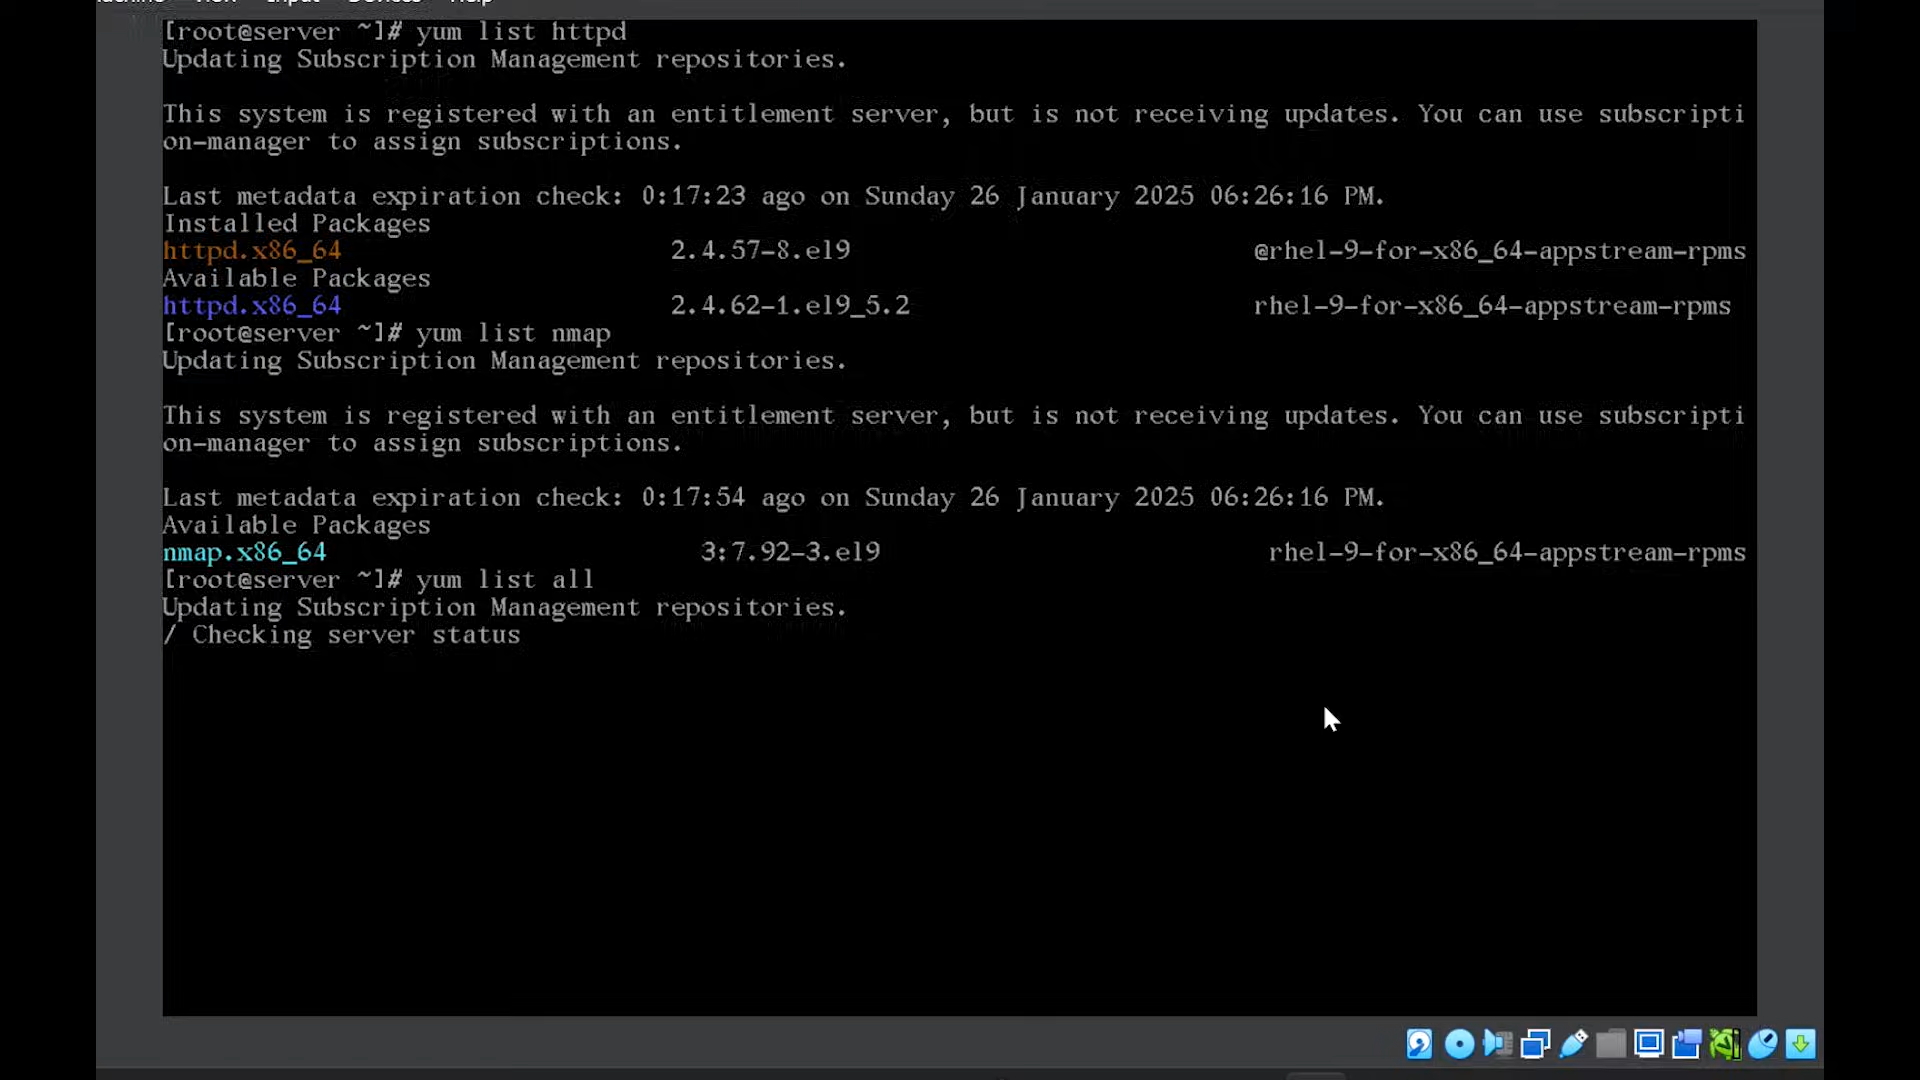 Machine View Input Devices Help
[root@server ~]# yum list httpd
Updating Subscription Management repositories.
This system is registered with an entitlement server, but is not receiving updates. You can use subscripti
on-manager to assign subscriptions.
Last metadata expiration check: 0:17:23 ago on Sunday 26 January 2025 06:26:16 PM.
Installed Packages
httpd.x86_64 2.4.57-8.el9 @rhel-9-for-x86_64-appstream-rpms
Available Packages
httpd.x86_64 2.4.62-1.el9_5.2 rhel-9-for-x86_64-appstream-rpms
[root@server ~]# yum list nmap
Updating Subscription Management repositories.
This system is registered with an entitlement server, but is not receiving updates. You can use subscripti
on-manager to assign subscriptions.
Last metadata expiration check: 0:17:54 ago on Sunday 26 January 2025 06:26:16 PM.
Available Packages
nmap.x86_64 3:7.92-3.el9 rhel-9-for-x86_64-appstream-rpms
[root@server ~]# yum list all
Updating Subscription Management repositories.
/ Checking server status